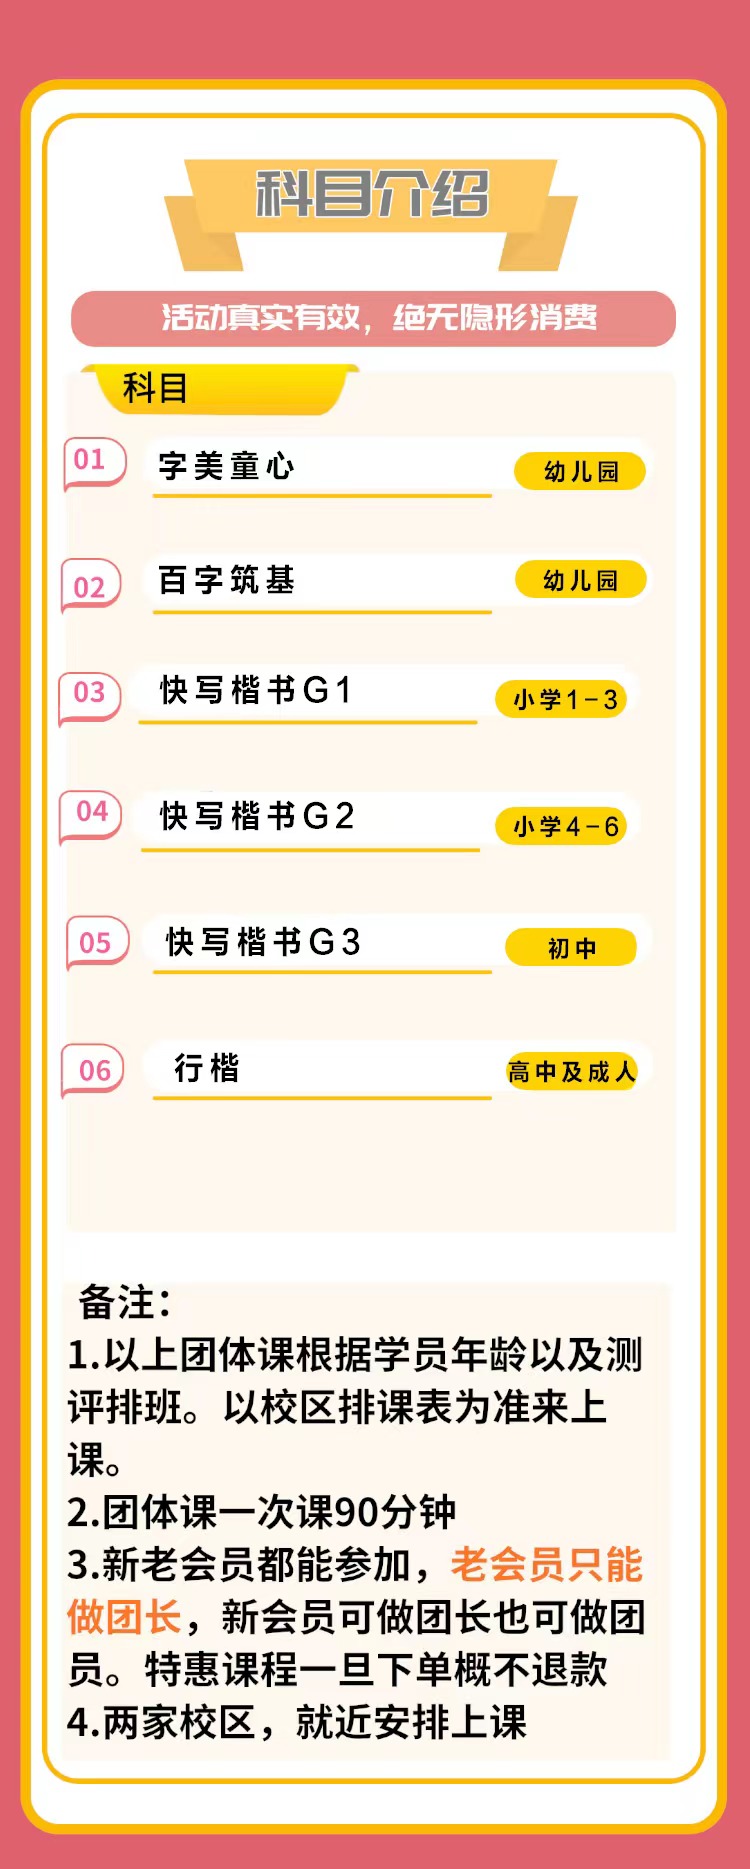 科目介绍
活动真实有效，绝无隐形消费
科目
01 字美童心 幼儿园
02 百字筑基 幼儿园
03 快写楷书G1 小学1-3
04 快写楷书G2 小学4-6
05 快写楷书G3 初中
06 行楷 高中及成人
备注：
1.以上团体课根据学员年龄以及测
评排班。以校区排课表为准来上
课。
2.团体课一次课90分钟
3.新老会员都能参加，老会员只能
做团长，新会员可做团长也可做团
员。特惠课程一旦下单概不退款
4.两家校区，就近安排上课